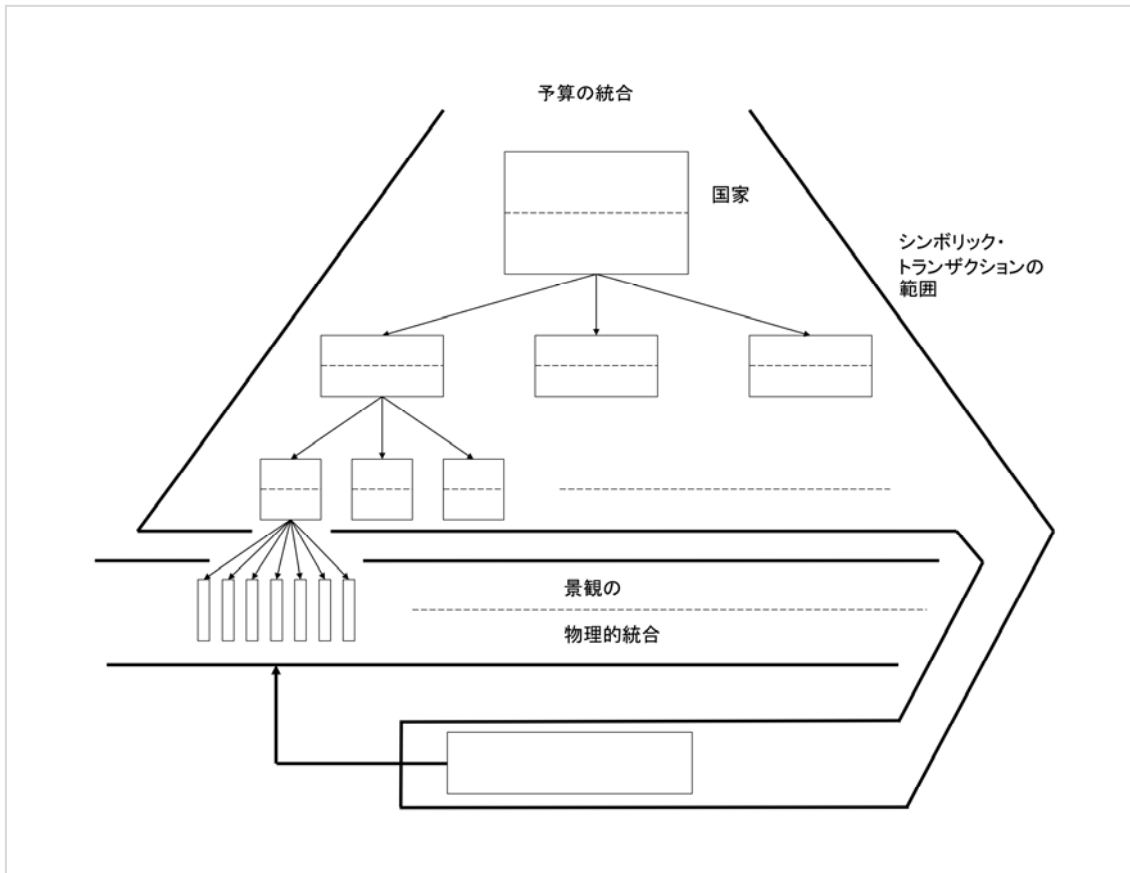 予算の統合
国家
シンボリック・
トランザクションの
範囲
景観の
物理的統合